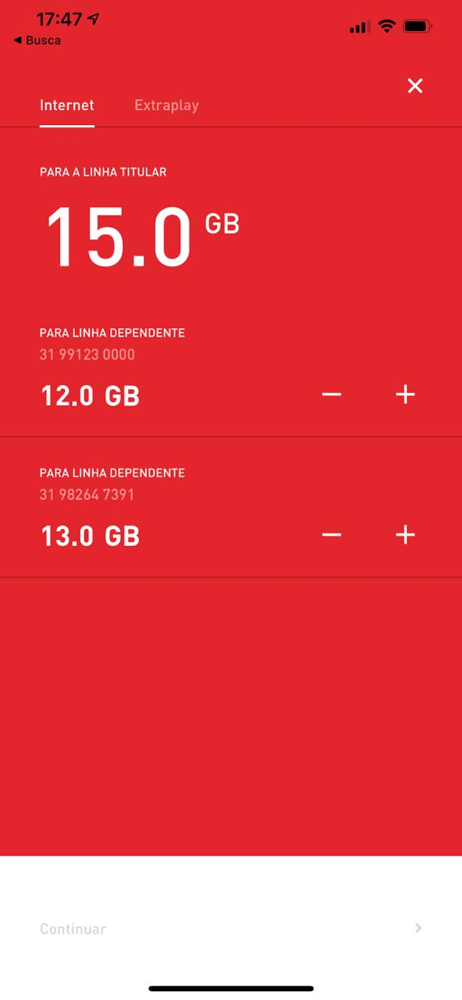 17:47
Busca
Internet Extraplay
PARA A LINHA TITULAR
15.0 GB
PARA LINHA DEPENDENTE
31 99123 0000
12.0 GB
PARA LINHA DEPENDENTE
31 98264 7391
13.0 GB
Continuar